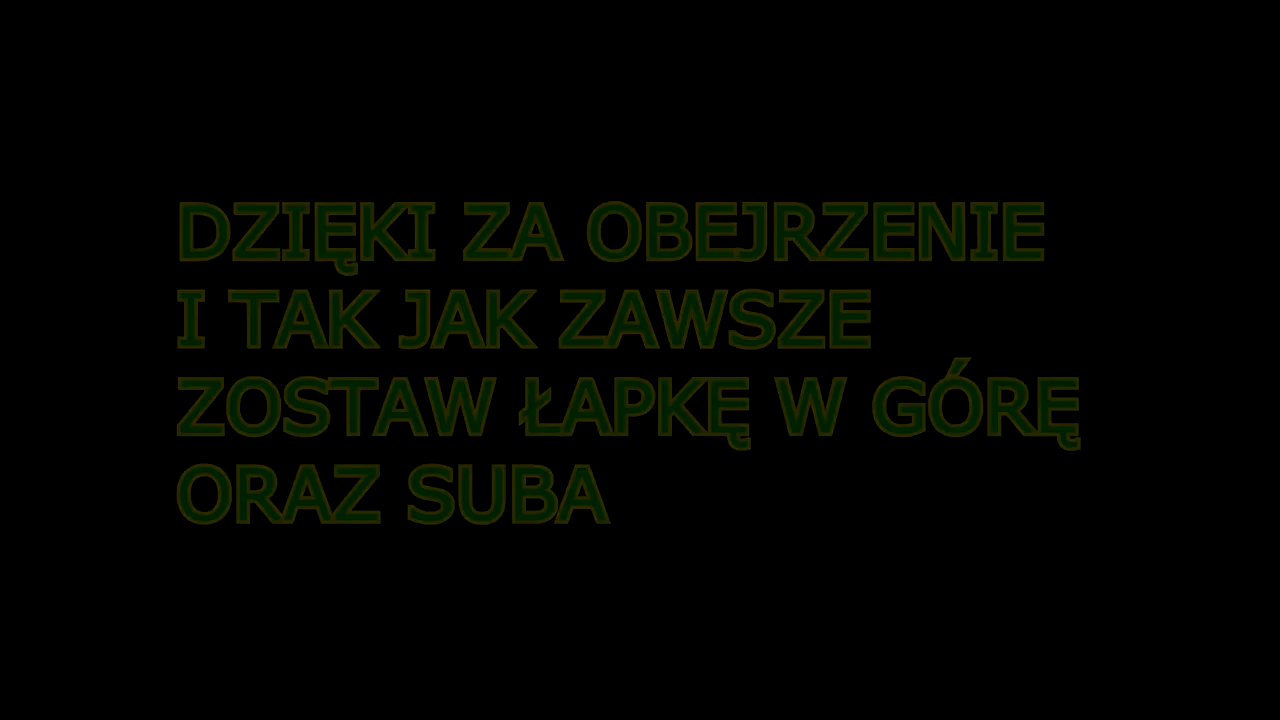 DZIĘKI ZA OBEJRZENIE
I TAK JAK ZAWSZE
ZOSTAW ŁAPKĘ W GÓRĘ
ORAZ SUBA